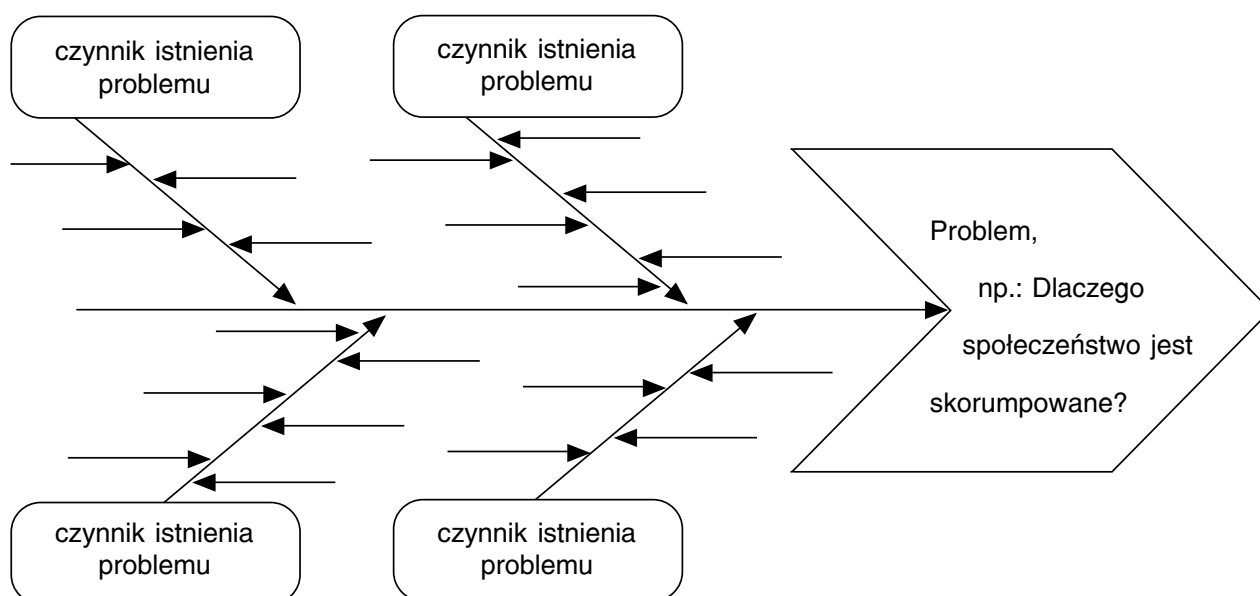 czynnik istnienia
problemu
czynnik istnienia
problemu
Problem,
np.: Dlaczego
społeczeństwo jest
skorumpowane?
czynnik istnienia
problemu
czynnik istnienia
problemu